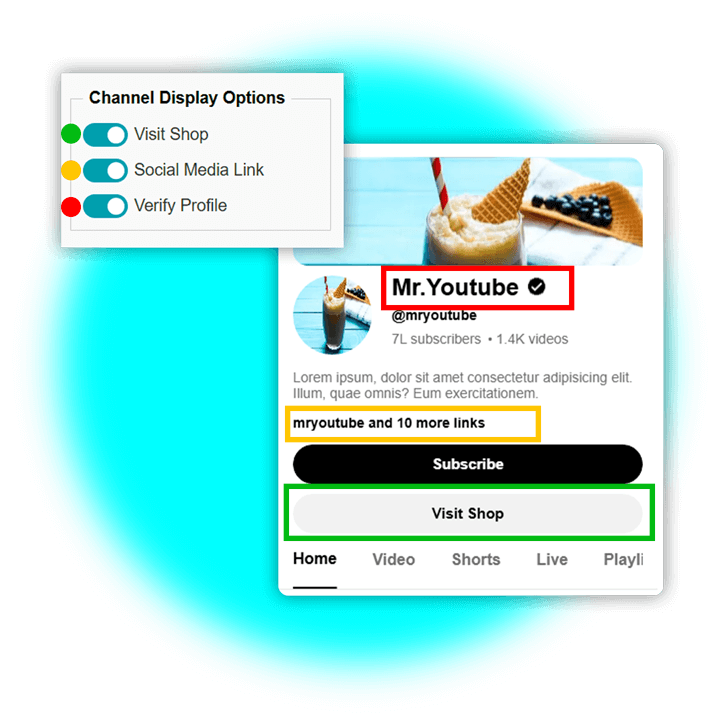 Channel Display Options
Visit Shop
Social Media Link
Verify Profile
Mr.Youtube
@mryoutube
7L subscribers • 1.4K videos
Lorem ipsum, dolor sit amet consectetur adipisicing elit.
Illum, quae omnis? Eum exercitationem.
mryoutube and 10 more links
Subscribe
Visit Shop
Home Video Shorts Live Playli